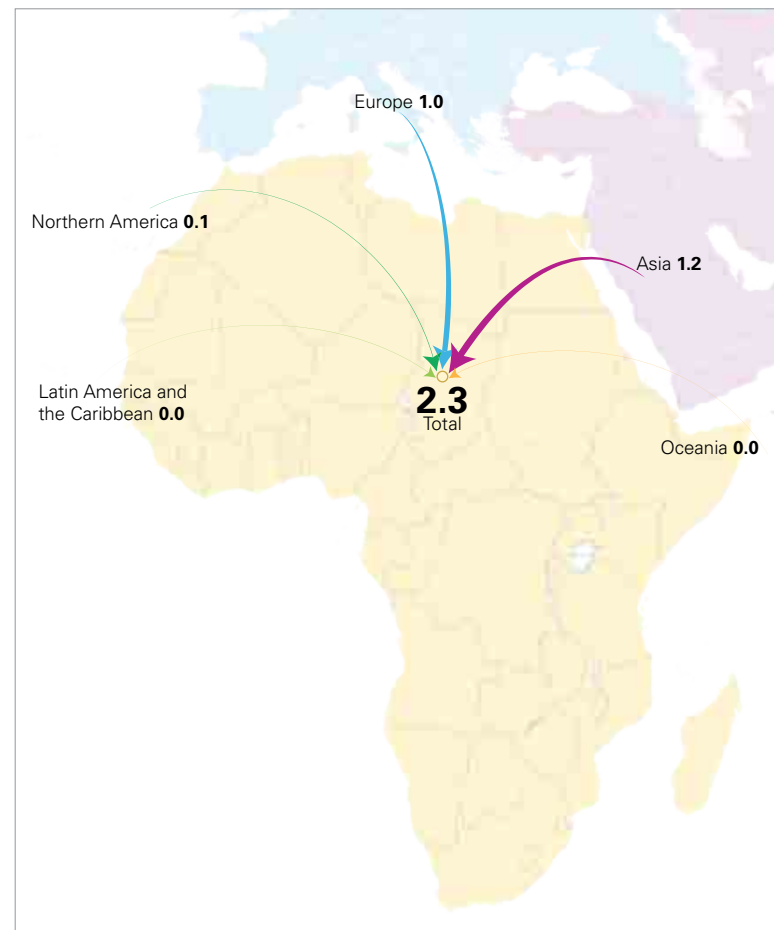 Europe 1.0
Northern America 0.1
Asia 1.2
Latin America and
the Caribbean 0.0
2.3
Total
Oceania 0.0